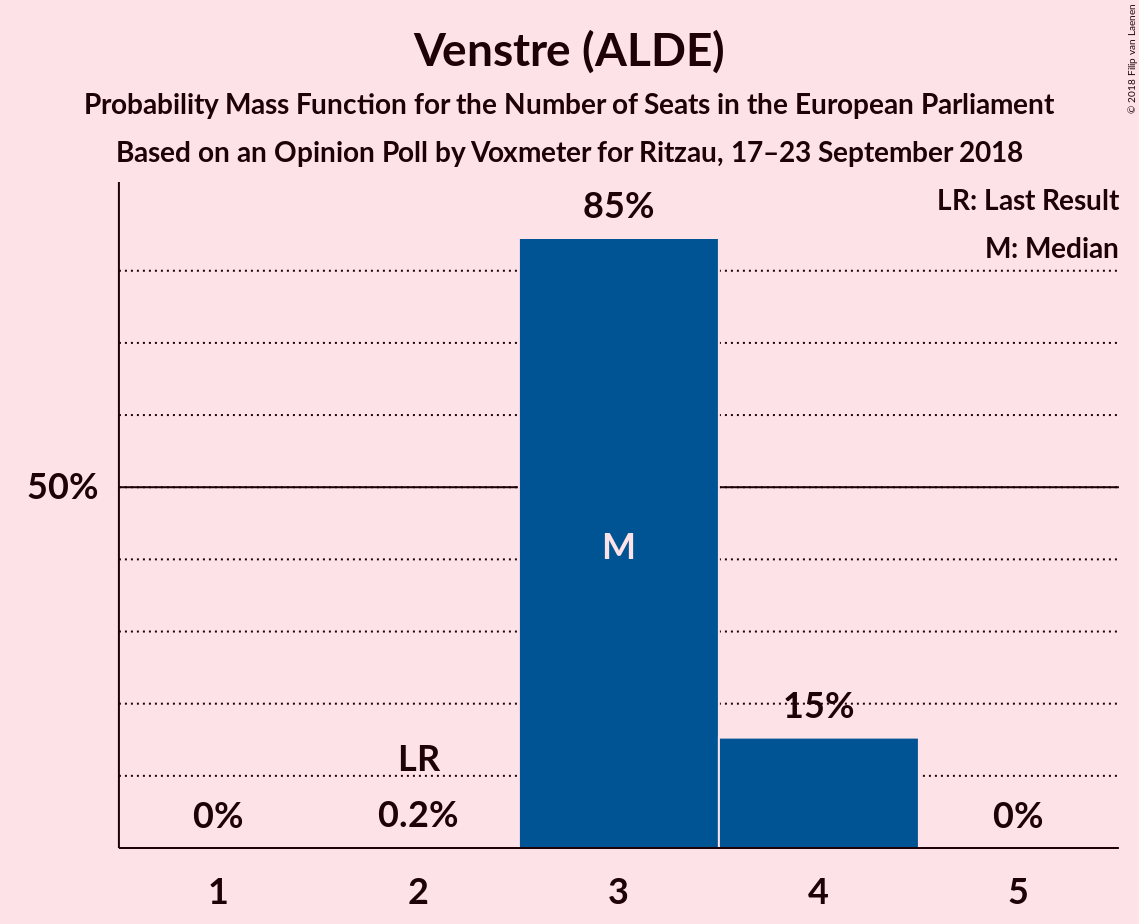 Venstre (ALDE)
Probability Mass Function for the Number of Seats in the European Parliament
Based on an Opinion Poll by Voxmeter for Ritzau, 17–23 September 2018
© 2018 Filip van Laenen
LR: Last Result
M: Median
85%
50%
M
15%
LR
0%
0.2%
0%
1
2
3
4
5